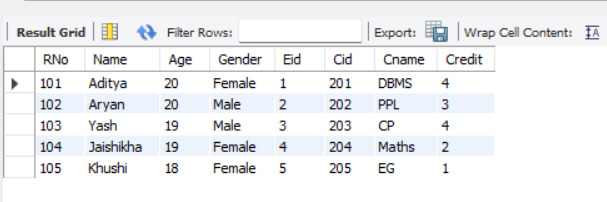 Result Grid Filter Rows: Export: Wrap Cell Content: IA
RNo Name Age Gender Eid Cid Cname Credit
101 Aditya 20 Female 1 201 DBMS 4
102 Aryan 20 Male 2 202 PPL 3
103 Yash 19 Male 3 203 CP 4
104 Jaishikha 19 Female 4 204 Maths 2
105 Khushi 18 Female 5 205 EG 1